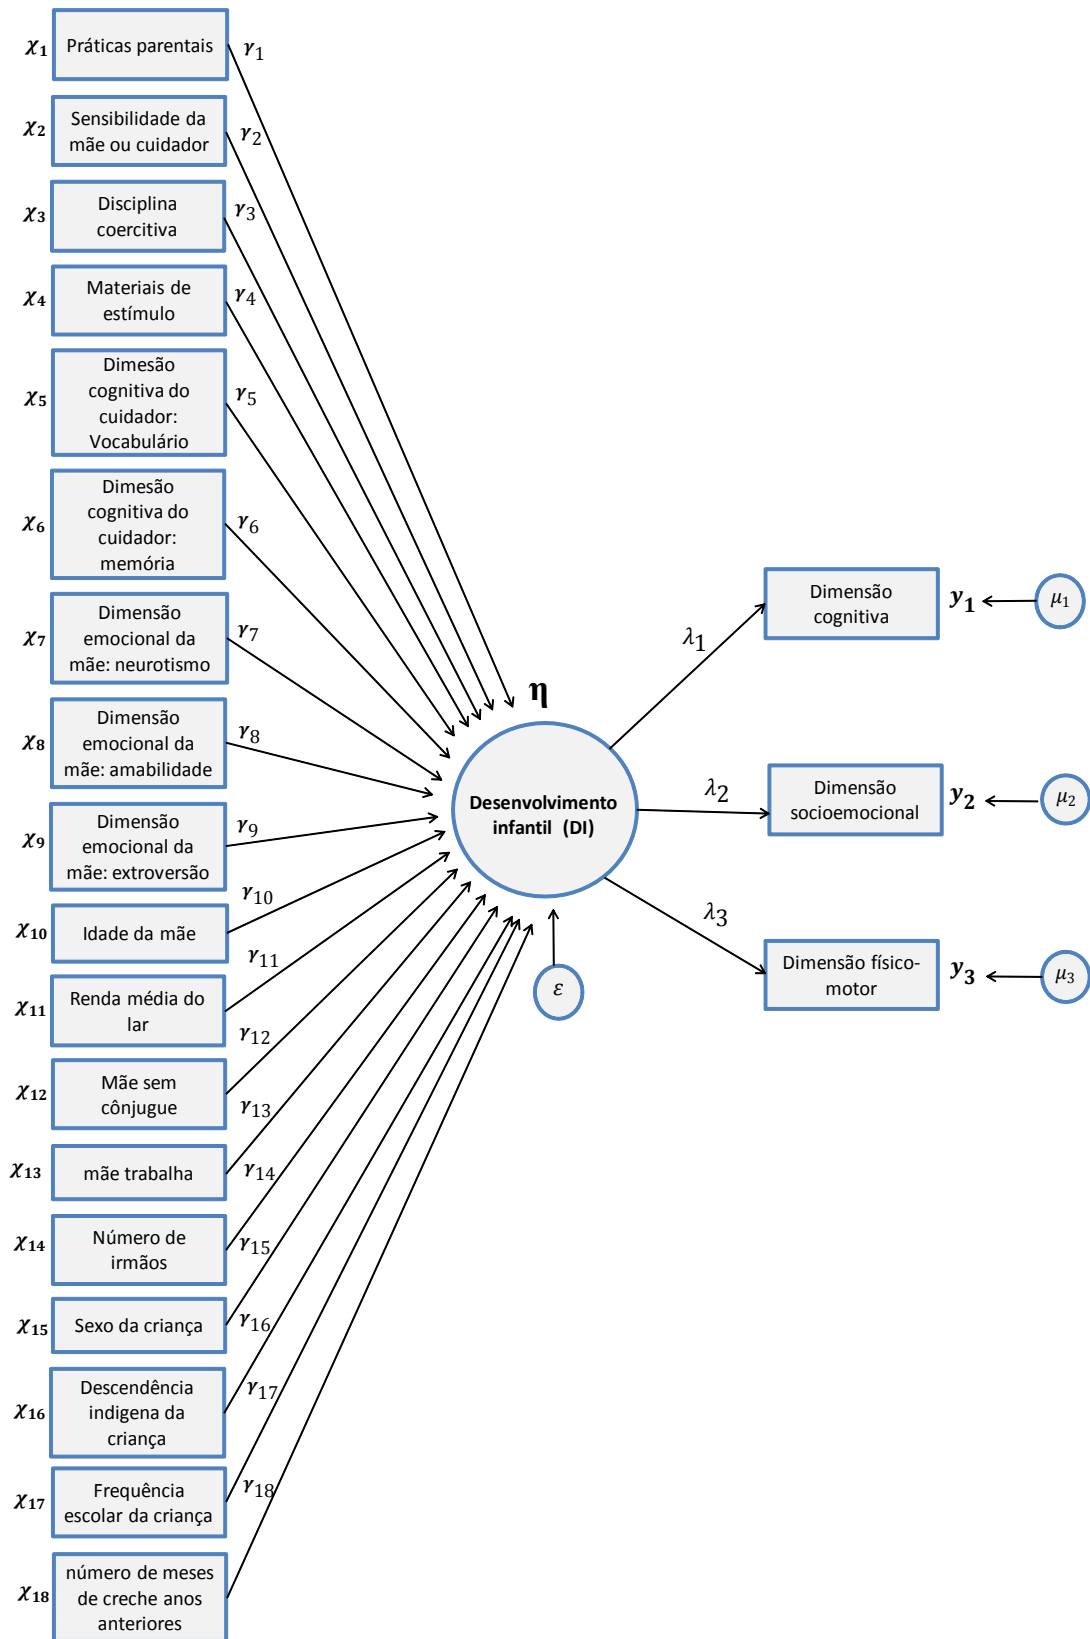 χ1
Práticas parentais
γ1
χ2
Sensibilidade da
mãe ou cuidador
γ2
χ3
Disciplina
coercitiva
γ3
χ4
Materiais de
estímulo
γ4
χ5
Dimesão
cognitiva do
cuidador:
Vocabulário
γ5
χ6
Dimesão
cognitiva do
cuidador:
memória
γ6
χ7
Dimensão
emocional da
mãe: neurotismo
γ7
χ8
Dimensão
emocional da
mãe: amabilidade
γ8
χ9
Dimensão
emocional da
mãe: extroversão
γ9
χ10
Idade da mãe
γ10
χ11
Renda média do
lar
γ11
χ12
Mãe sem
cônjugue
γ12
χ13
mãe trabalha
γ13
χ14
Número de
irmãos
γ14
χ15
Sexo da criança
γ15
χ16
Descendência
indigena da
criança
γ16
χ17
Frequência
escolar da criança
γ17
χ18
número de meses
de creche anos
anteriores
γ18
η
Desenvolvimento
infantil (DI)
ε
λ1
Dimensão
cognitiva
y1
μ1
λ2
Dimensão
socioemocional
y2
μ2
λ3
Dimensão físico-
motor
y3
μ3